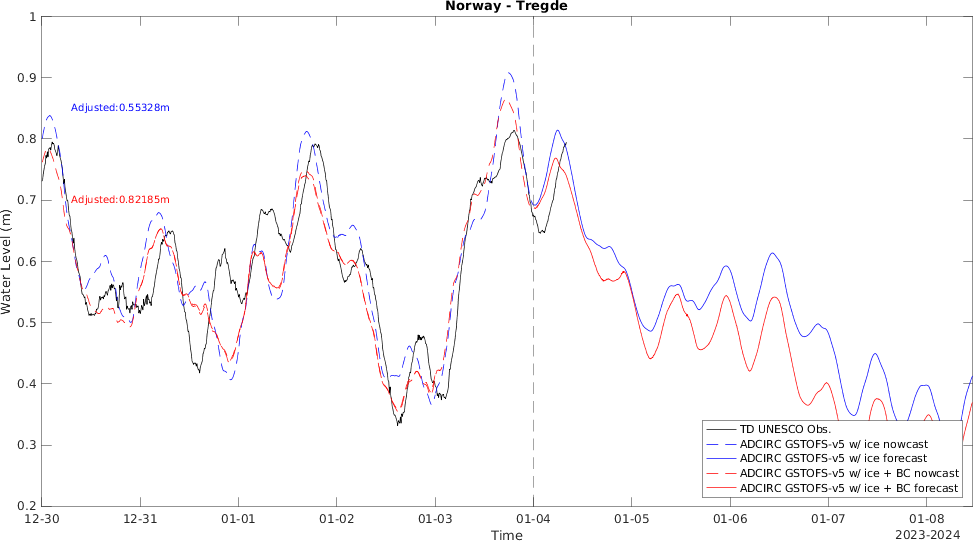 Norway - Tregde
1
0.9
0.8
0.7
0.6
0.5
0.4
0.3
0.2
Water Level (m)
Adjusted:0.55328m
Adjusted:0.82185m
TD UNESCO Obs.
ADCIRC GSTOFS-v5 w/ ice nowcast
ADCIRC GSTOFS-v5 w/ ice forecast
ADCIRC GSTOFS-v5 w/ ice + BC nowcast
ADCIRC GSTOFS-v5 w/ ice + BC forecast
12-30 12-31 01-01 01-02 01-03 01-04 01-05 01-06 01-07 01-08
Time
2023-2024